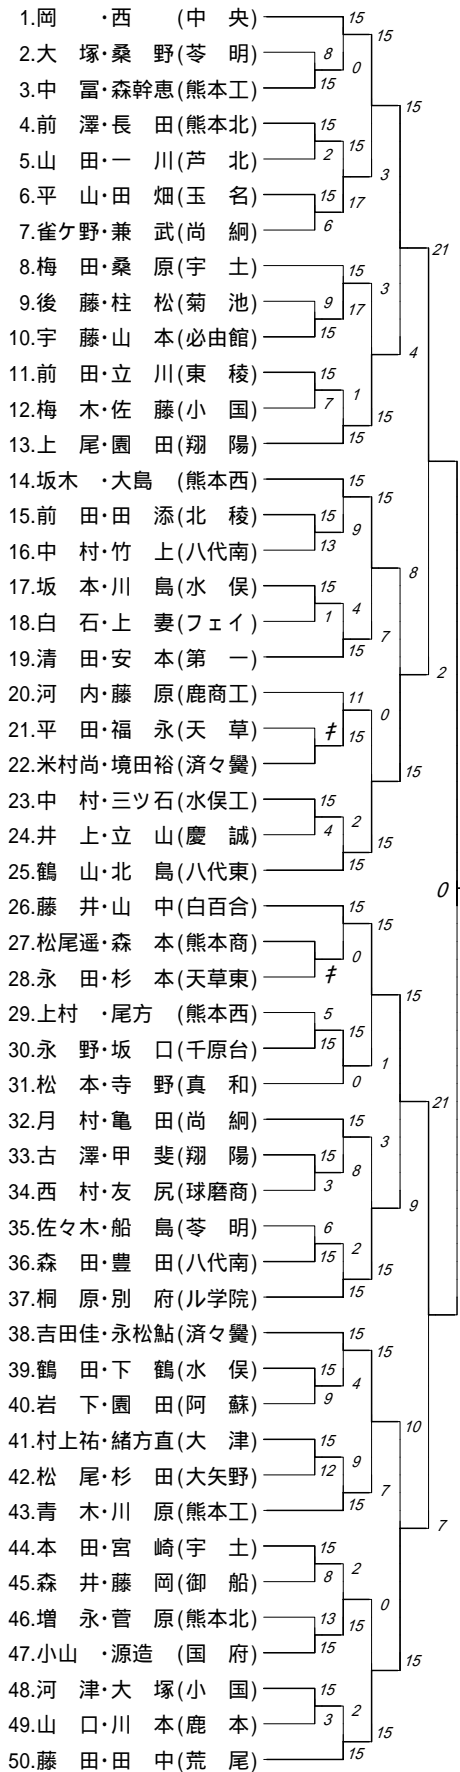 1.岡　・西　(中　央) 15 15
2.大　塚・桑　野(苓　明) 8 0
3.中　冨・森幹恵(熊本工) 15 15
4.前　澤・長　田(熊本北) 15 15
5.山　田・一　川(芦　北) 2 3
6.平　山・田　畑(玉　名) 15 17
7.雀ケ野・兼　武(尚　絅) 6 21
8.梅　田・桑　原(宇　土) 15 3
9.後　藤・柱　松(菊　池) 9 17
10.宇　藤・山　本(必由館) 15 4
11.前　田・立　川(東　稜) 15 1
12.梅　木・佐　藤(小　国) 7 15
13.上　尾・園　田(翔　陽) 15
14.坂木　・大島　(熊本西) 15 15
15.前　田・田　添(北　稜) 15 9
16.中　村・竹　上(八代南) 13 8
17.坂　本・川　島(水　俣) 15 4
18.白　石・上　妻(フェイ) 1 7
19.清　田・安　本(第　一) 15 2
20.河　内・藤　原(鹿商工) 11 0
21.平　田・福　永(天　草) キ 15
22.米村尚・境田裕(済々黌) 15
23.中　村・三ツ石(水俣工) 15 2
24.井　上・立　山(慶　誠) 4 15
25.鶴　山・北　島(八代東) 15 0
26.藤　井・山　中(白百合) 15 15
27.松尾遥・森　本(熊本商) 0
28.永　田・杉　本(天草東) キ 15
29.上村　・尾方　(熊本西) 5 15
30.永　野・坂　口(千原台) 15 1
31.松　本・寺　野(真　和) 0 21
32.月　村・亀　田(尚　絅) 15 3
33.古　澤・甲　斐(翔　陽) 15 8
34.西　村・友　尻(球磨商) 3 9
35.佐々木・船　島(苓　明) 6 2
36.森　田・豊　田(八代南) 15 15
37.桐　原・別　府(ル学院) 15
38.吉田佳・永松鮎(済々黌) 15 15
39.鶴　田・下　鶴(水　俣) 15 4
40.岩　下・園　田(阿　蘇) 9 10
41.村上祐・緒方直(大　津) 15 9
42.松　尾・杉　田(大矢野) 12 7
43.青　木・川　原(熊本工) 15 7
44.本　田・宮　崎(宇　土) 15 2
45.森　井・藤　岡(御　船) 8 0
46.増　永・菅　原(熊本北) 13 15
47.小山　・源造　(国　府) 15 15
48.河　津・大　塚(小　国) 15 2
49.山　口・川　本(鹿　本) 3 15
50.藤　田・田　中(荒　尾) 15